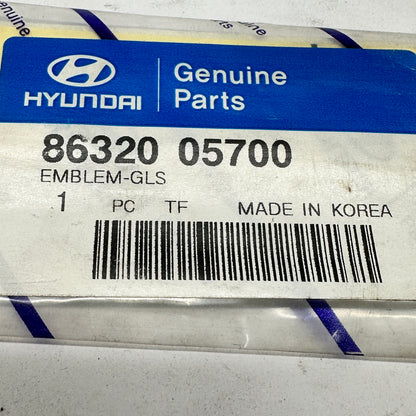 HYUNDAI
Genuine
Parts
86320 05700
EMBLEM-GLS
1 PC TF MADE IN KOREA